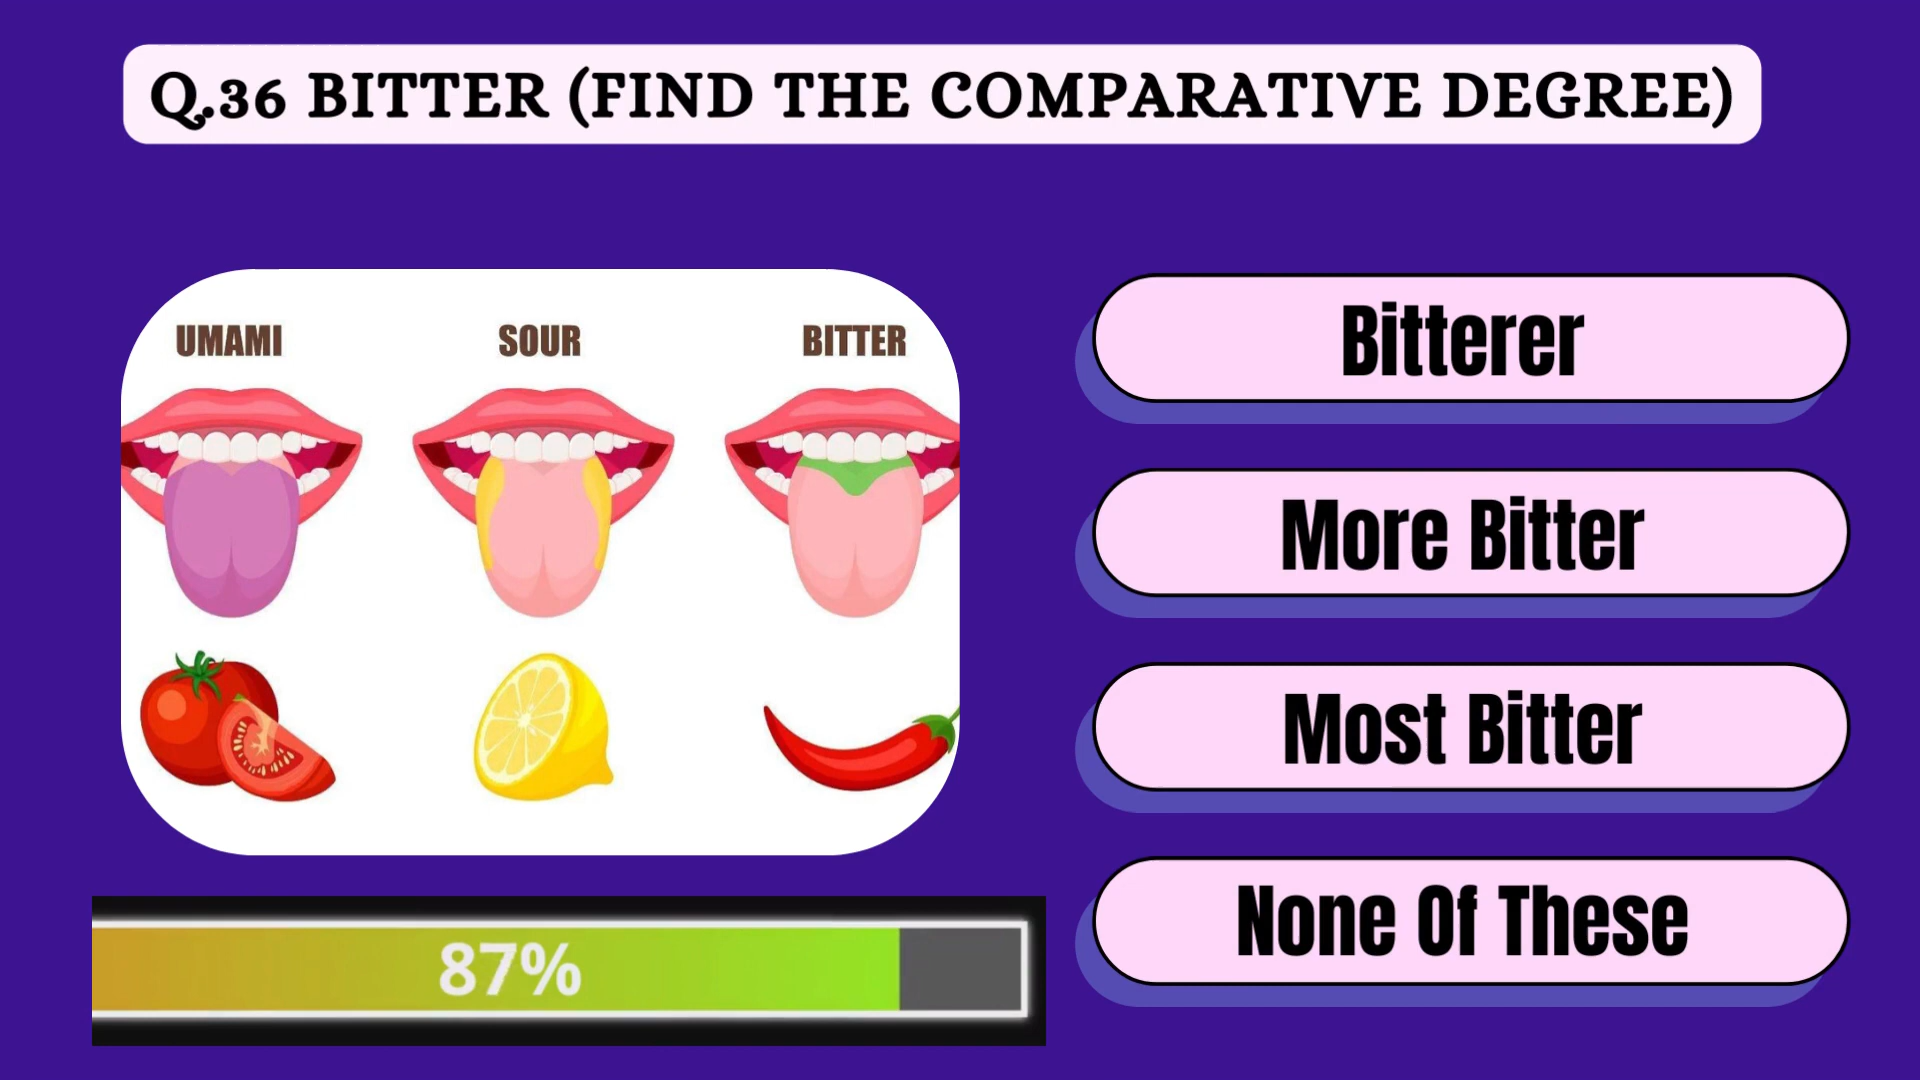 Q.36 BITTER (FIND THE COMPARATIVE DEGREE)
UMAMI SOUR BITTER
Bitterer
More Bitter
Most Bitter
None Of These
87%